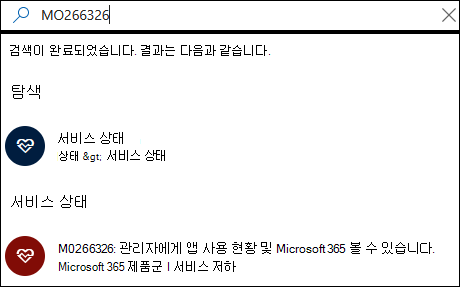 MO266326
검색이 완료되었습니다. 결과는 다음과 같습니다.
탐색
서비스 상태
상태 &gt; 서비스 상태
서비스 상태
M0266326: 관리자에게 앱 사용 현황 및 Microsoft 365 볼 수 있습니다.
Microsoft 365 제품군 | 서비스 저하